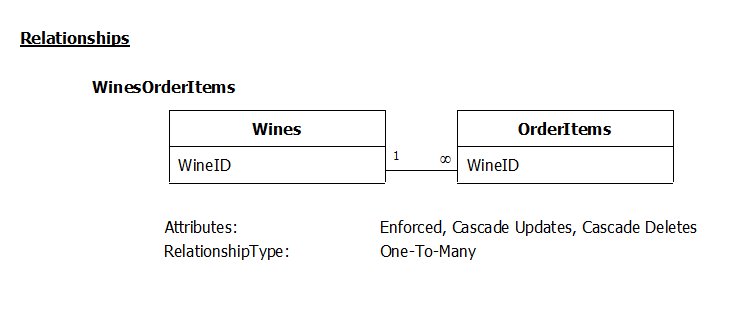 Relationships
WinesOrderItems
Wines OrderItems
1 ∞
WineID WineID
Attributes: Enforced, Cascade Updates, Cascade Deletes
RelationshipType: One-To-Many